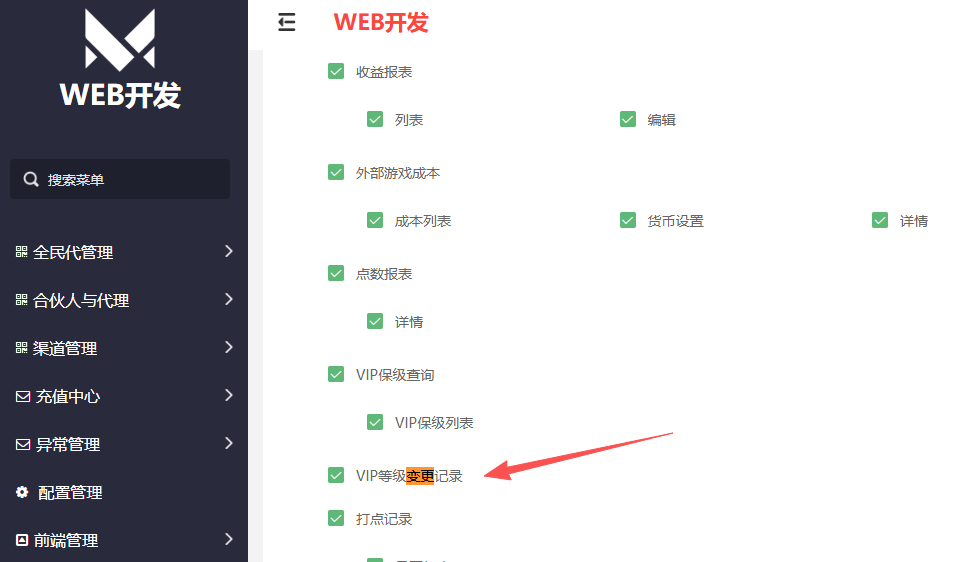 WEB开发
搜索菜单
全民代管理
合伙人与代理
渠道管理
充值中心
异常管理
配置管理
前端管理
WEB开发
收益报表
列表 编辑
外部游戏成本
成本列表 货币设置 详情
点数报表
详情
VIP保级查询
VIP保级列表
VIP等级变更记录
打点记录